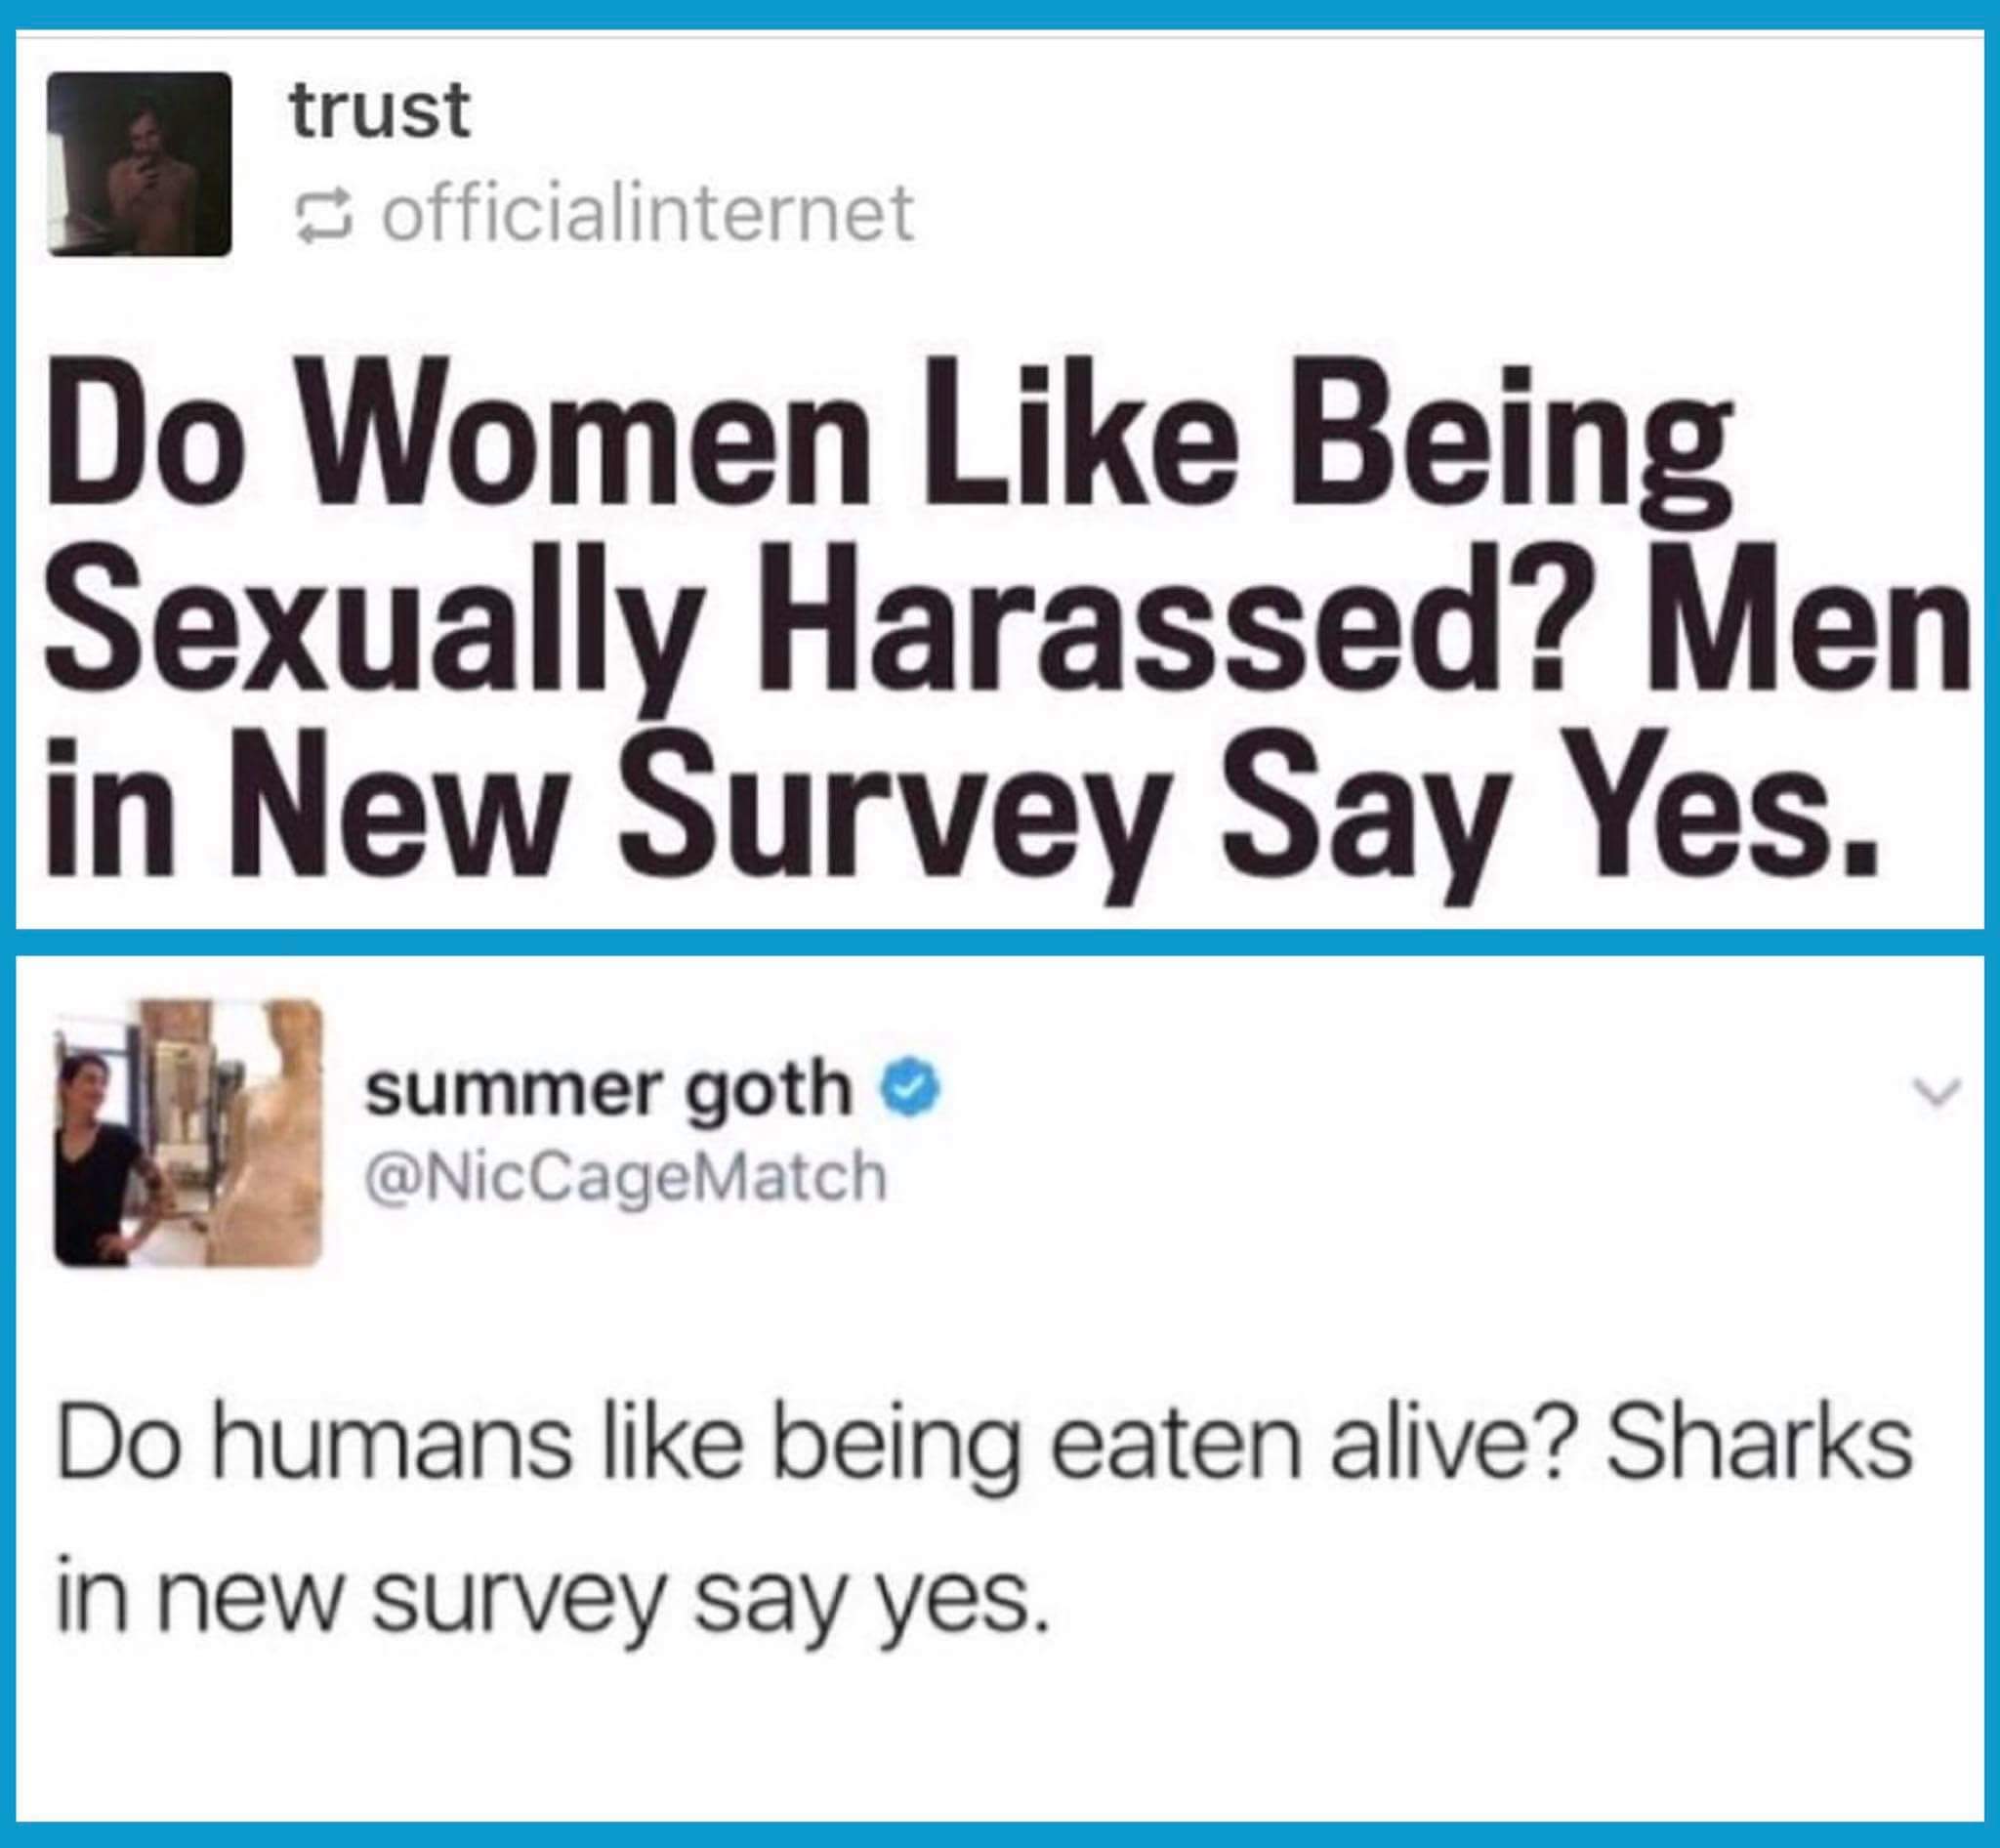 trust
officialinternet
Do Women Like Being
Sexually Harassed? Men
in New Survey Say Yes.
summer goth
@NicCageMatch
Do humans like being eaten alive? Sharks
in new survey say yes.